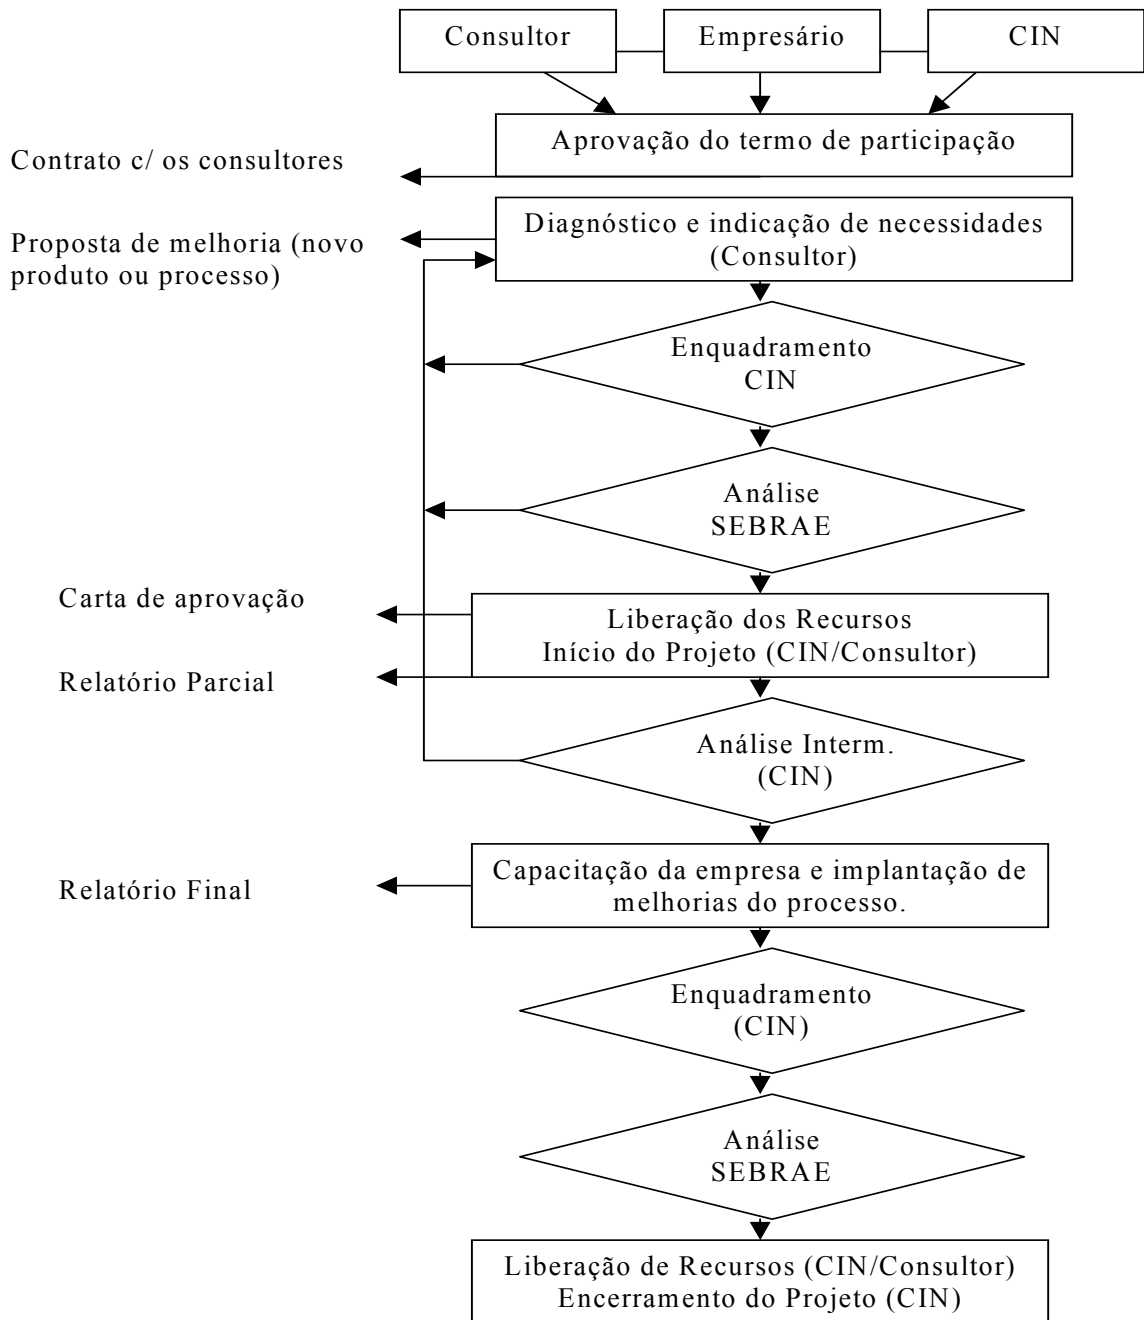 Consultor
Empresário
CIN
Aprovação do termo de participação
Contrato c/ os consultores
Diagnóstico e indicação de necessidades
(Consultor)
Proposta de melhoria (novo
produto ou processo)
Enquadramento
CIN
Análise
SEBRAE
Carta de aprovação
Liberação dos Recursos
Início do Projeto (CIN/Consultor)
Relatório Parcial
Análise Interm.
(CIN)
Capacitação da empresa e implantação de
melhorias do processo.
Relatório Final
Enquadramento
(CIN)
Análise
SEBRAE
Liberação de Recursos (CIN/Consultor)
Encerramento do Projeto (CIN)